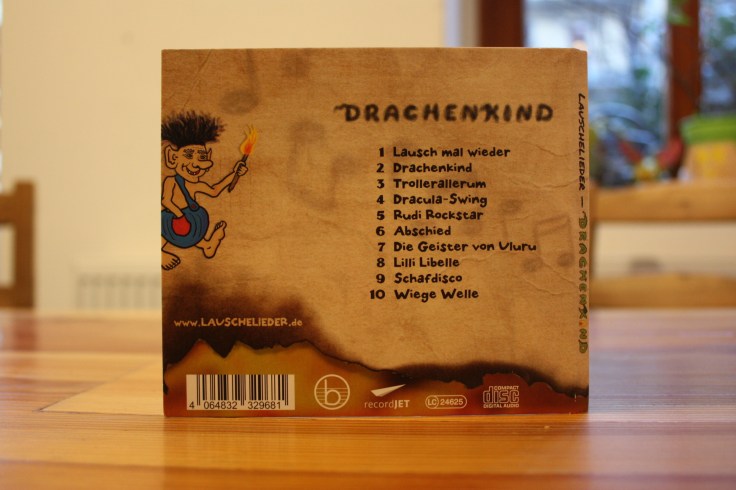 DRACHENKIND
1 Lausch mal wieder
2 Drachenkind
3 Trollerallerum
4 Dracula-Swing
5 Rudi Rockstar
6 Abschied
7 Die Geister von Uluru
8 Lilli Libelle
9 Schafdisco
10 Wiege Welle
www.LAUSCHELIEDER.de
4 064832 329681
b
recordJET
LC 24625
COMPACT
disc
DIGITAL AUDIO
LAUSCHELIEDER – DRACHENKIND